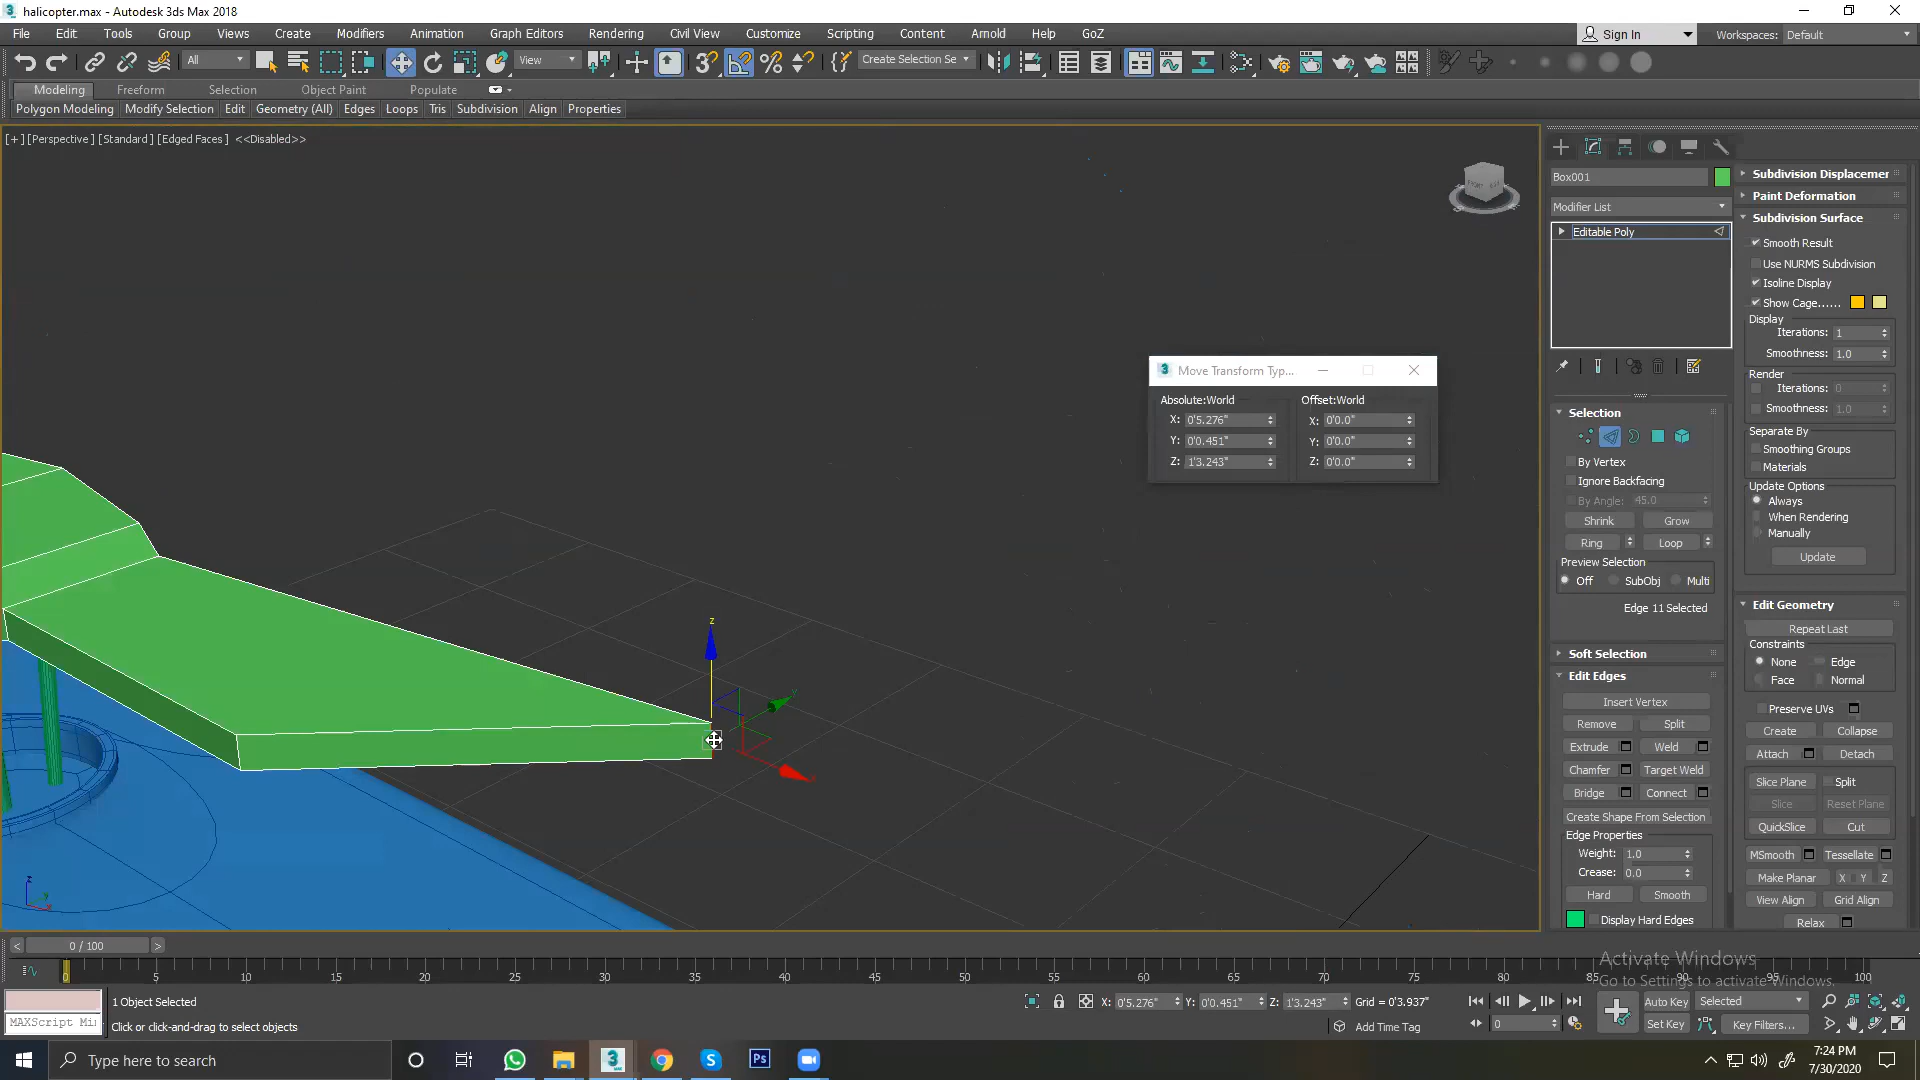 halicopter.max - Autodesk 3ds Max 2018
File Edit Tools Group Views Create Modifiers Animation Graph Editors Rendering Civil View Customize Scripting Content Arnold Help GoZ
Sign In Workspaces: Default
All View Create Selection Se
Modeling Freeform Selection Object Paint Populate
Polygon Modeling Modify Selection Edit Geometry (All) Edges Loops Tris Subdivision Align Properties
[+] [Perspective] [Standard] [Edged Faces] <<Disabled>>
Move Transform Typ...
Absolute:World Offset:World
X: 0'5.276" X: 0'0.0"
Y: 0'0.451" Y: 0'0.0"
Z: 1'3.243" Z: 0'0.0"
z
Box001
Modifier List
Editable Poly
Selection
By Vertex
Ignore Backfacing
By Angle: 45.0
Shrink Grow
Ring Loop
Preview Selection
Off SubObj Multi
Edge 11 Selected
Soft Selection
Edit Edges
Insert Vertex
Remove Split
Extrude Weld
Chamfer Target Weld
Bridge Connect
Create Shape From Selection
Edge Properties
Weight: 1.0
Crease: 0.0
Hard Smooth
Display Hard Edges
Subdivision Displacemer
Paint Deformation
Subdivision Surface
Smooth Result
Use NURMS Subdivision
Isoline Display
Show Cage......
Display
Iterations: 1
Smoothness: 1.0
Render
Iterations: 0
Smoothness: 1.0
Separate By
Smoothing Groups
Materials
Update Options
Always
When Rendering
Manually
Update
Edit Geometry
Repeat Last
Constraints
None Edge
Face Normal
Preserve UVs
Create Collapse
Attach Detach
Slice Plane Split
Slice Reset Plane
QuickSlice Cut
MSmooth Tessellate
Make Planar X Y Z
View Align Grid Align
Relax
Activate Windows
Go to Settings to activate Windows.
< 0 / 100 >
0 5 10 15 20 25 30 35 40 45 50 55 60 65 70 75 80 85 90 95 100
1 Object Selected
MAXScript Mi
Click or click-and-drag to select objects
X: 0'5.276" Y: 0'0.451" Z: 1'3.243" Grid = 0'3.937"
Add Time Tag
0
Auto Key Selected
Set Key Key Filters...
Type here to search
Ps
7:24 PM
7/30/2020